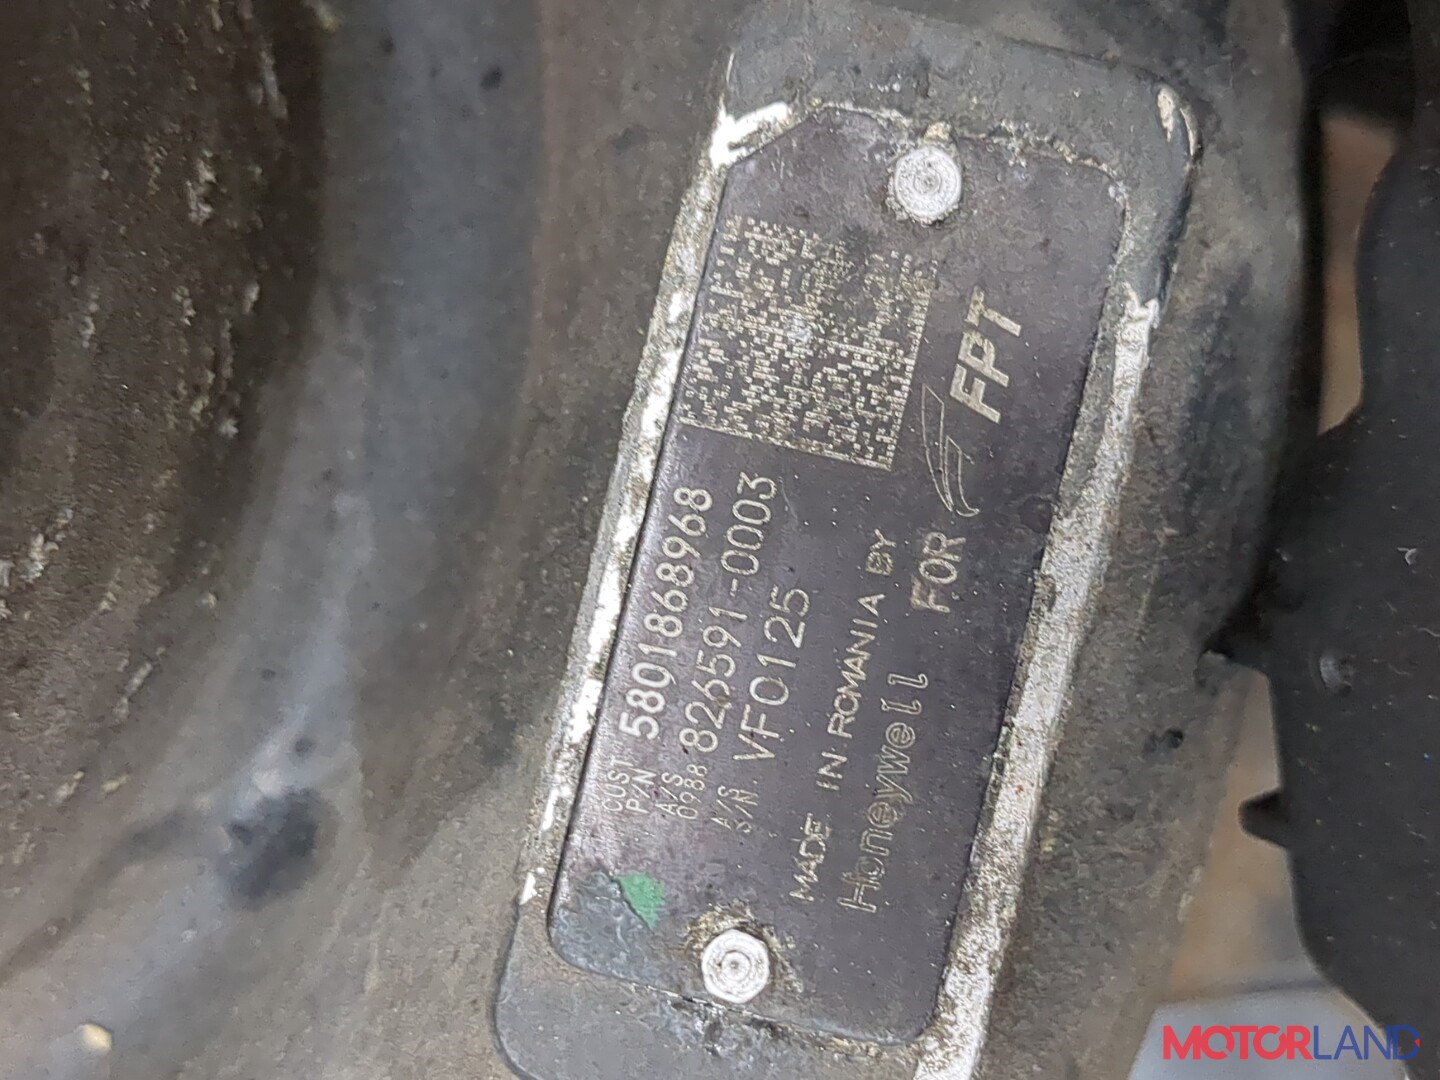 CUST
P/N 5801868968
A/S
0988 826591-0003
A/S
S/N VF0125
MADE IN ROMANIA BY
Honeywell FOR FPT
MOTORLAND